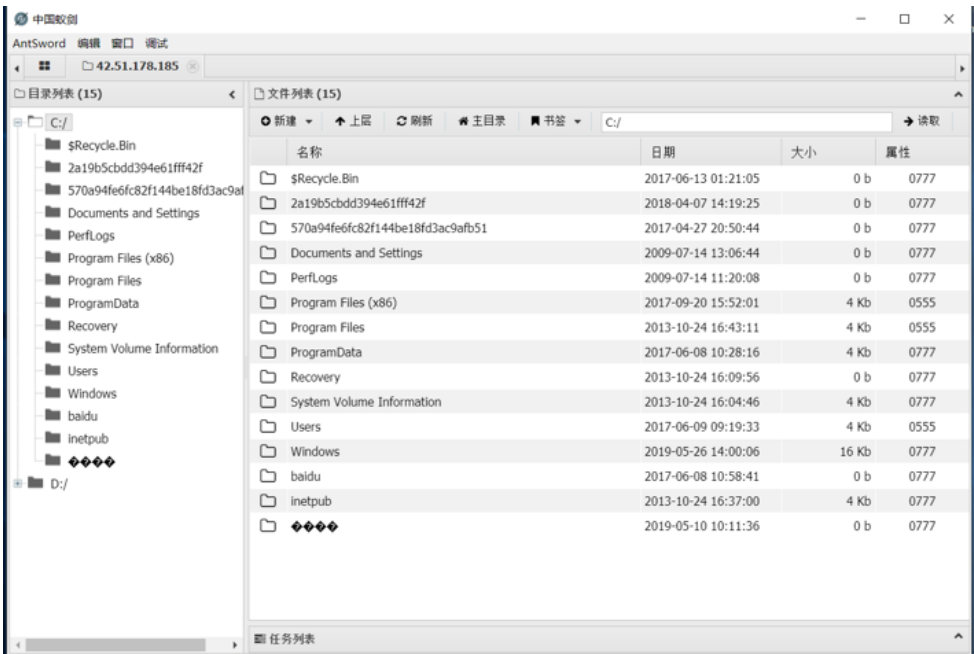 中国蚁剑
AntSword 编辑 窗口 调试
42.51.178.185
目录列表 (15)
C:/
$Recycle.Bin
2a19b5cbdd394e61fff42f
570a94fe6fc82f144be18fd3ac9af
Documents and Settings
PerfLogs
Program Files (x86)
Program Files
ProgramData
Recovery
System Volume Information
Users
Windows
baidu
inetpub
����
D:/
文件列表 (15)
新建 上层 刷新 主目录 书签 C:/ 读取
名称 日期 大小 属性
$Recycle.Bin 2017-06-13 01:21:05 0 b 0777
2a19b5cbdd394e61fff42f 2018-04-07 14:19:25 0 b 0777
570a94fe6fc82f144be18fd3ac9afb51 2017-04-27 20:50:44 0 b 0777
Documents and Settings 2009-07-14 13:06:44 0 b 0777
PerfLogs 2009-07-14 11:20:08 0 b 0777
Program Files (x86) 2017-09-20 15:52:01 4 Kb 0555
Program Files 2013-10-24 16:43:11 4 Kb 0555
ProgramData 2017-06-08 10:28:16 4 Kb 0777
Recovery 2013-10-24 16:09:56 0 b 0777
System Volume Information 2013-10-24 16:04:46 4 Kb 0777
Users 2017-06-09 09:19:33 4 Kb 0555
Windows 2019-05-26 14:00:06 16 Kb 0777
baidu 2017-06-08 10:58:41 0 b 0777
inetpub 2013-10-24 16:37:00 4 Kb 0777
���� 2019-05-10 10:11:36 0 b 0777
任务列表